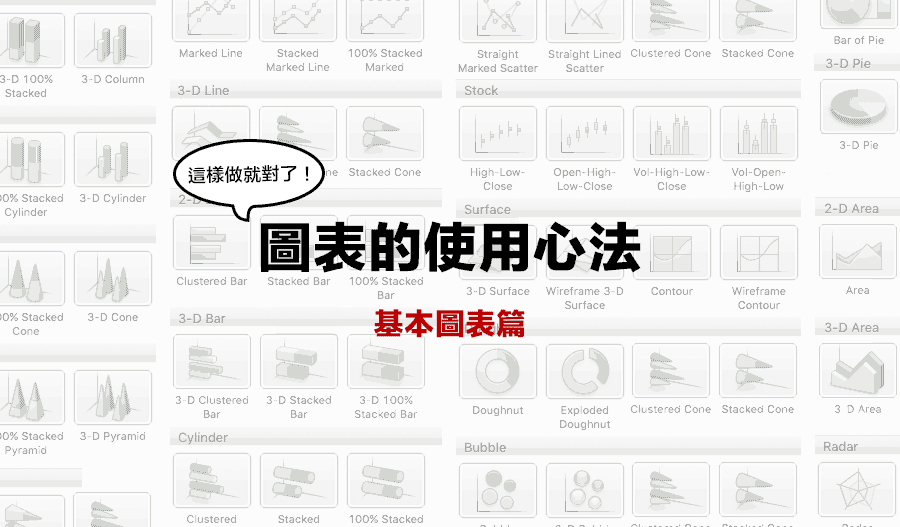 3-D 100%
Stacked
3-D Column
00% Stacked
Cylinder
3-D Cylinder
00% Stacked
Cone
3-D Cone
00% Stacked
Pyramid
3-D Pyramid
Marked Line
Stacked
Marked Line
100% Stacked
Marked
3-D Line
Stacked Cone
這樣做就對了！
圖表的使用心法
基本圖表篇
Clustered Bar
Stacked Bar
100% Stacked
Bar
3-D Bar
3-D Clustered
Bar
3-D Stacked
Bar
3-D 100%
Stacked Bar
Cylinder
Clustered
Stacked
100% Stacked
Straight
Marked Scatter
Straight Lined
Scatter
Clustered Cone
Stacked Cone
Stock
High-Low-
Close
Open-High-
Low-Close
Vol-High-Low-
Close
Vol-Open-
High-Low
Surface
3-D Surface
Wireframe 3-D
Surface
Contour
Wireframe
Contour
Doughnut
Exploded
Doughnut
Clustered Cone
Stacked Cone
Bubble
Bar of Pie
3-D Pie
3-D Pie
2-D Area
Area
3-D Area
3 D Area
Radar